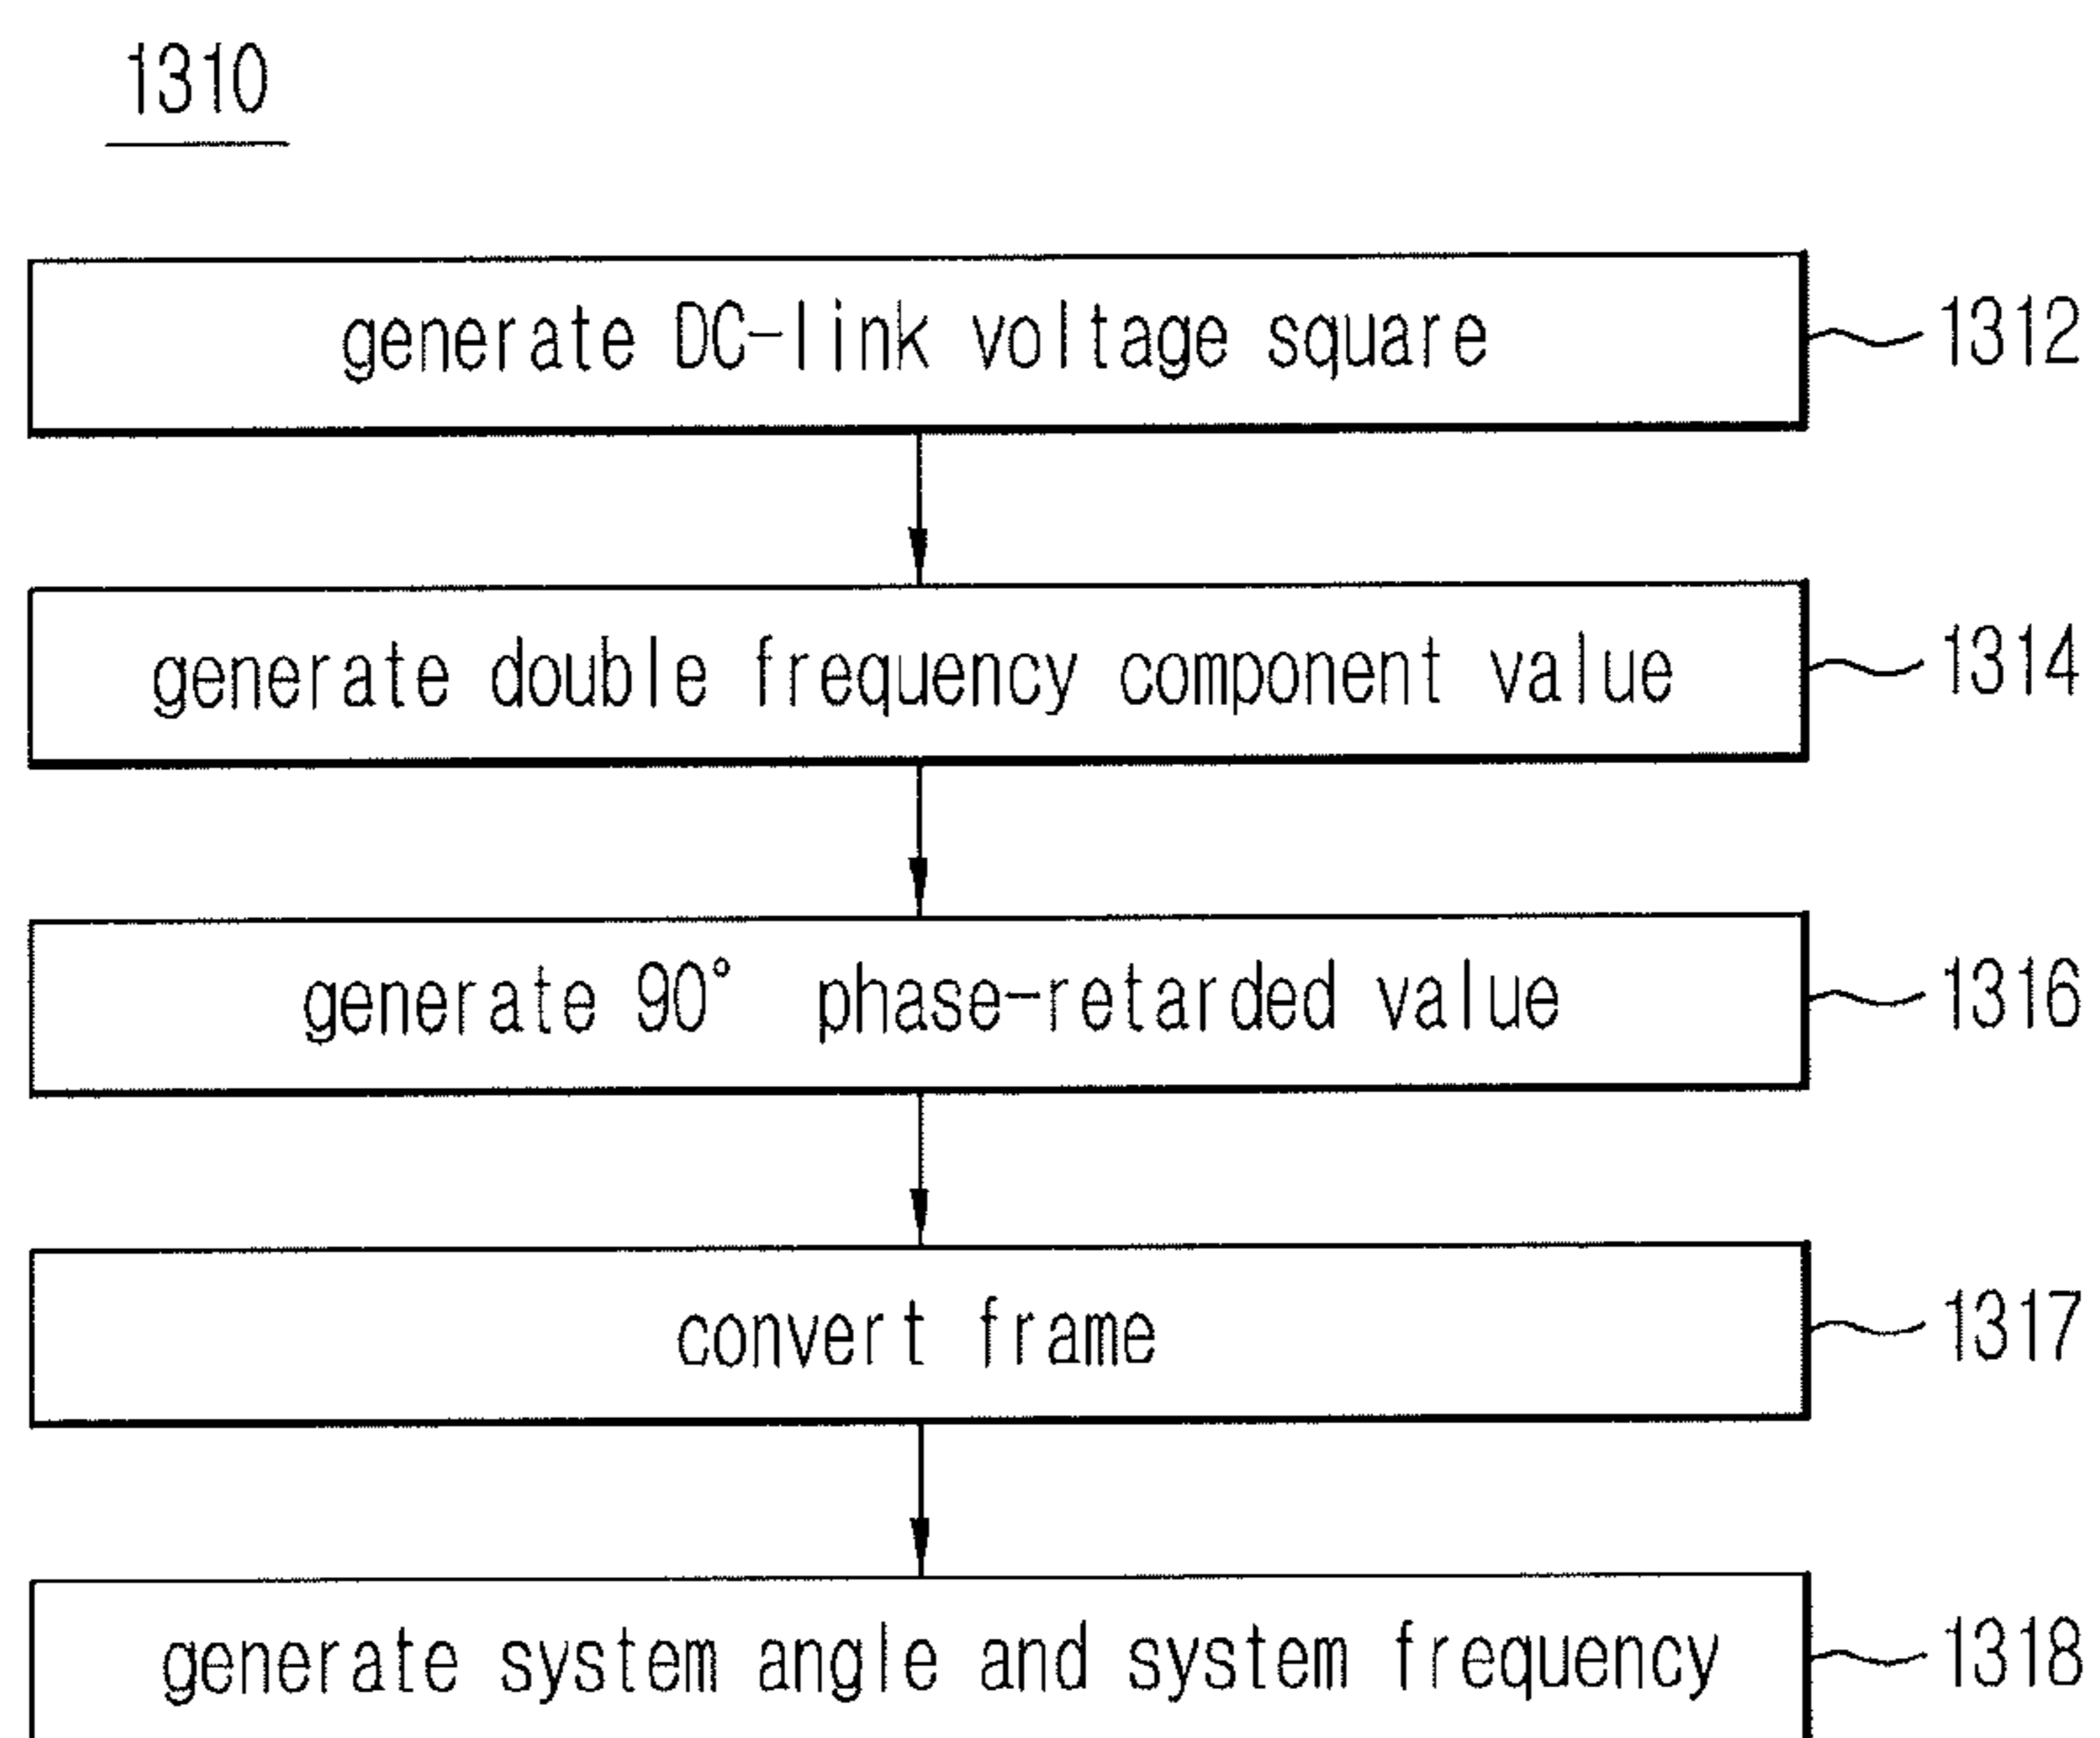 1310
generate DC-link voltage square
1312
generate double frequency component value
1314
generate 90° phase-retarded value
1316
convert frame
1317
generate system angle and system frequency
1318